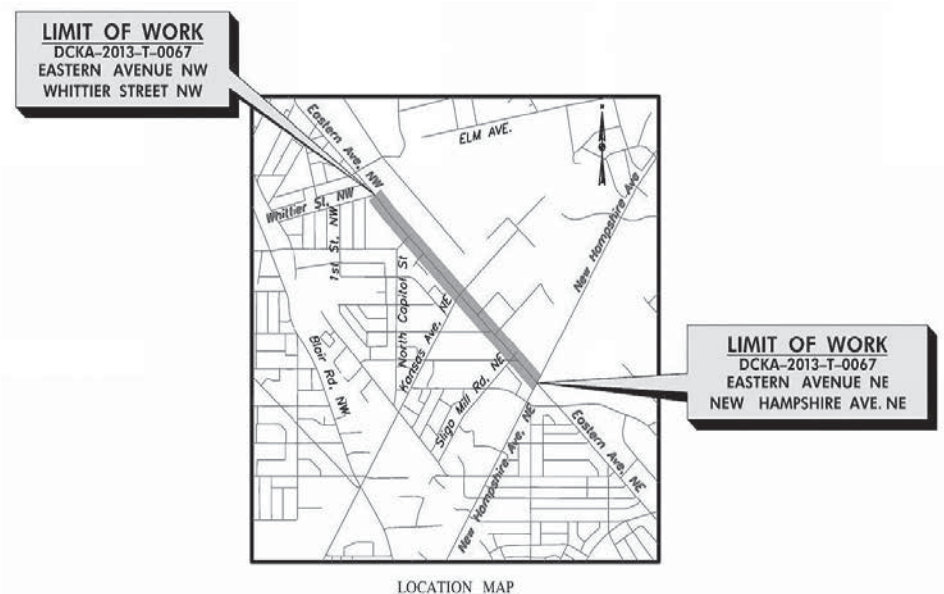 LIMIT OF WORK
DCKA-2013-T-0067
EASTERN AVENUE NW
WHITTIER STREET NW
Eastern Ave. NW
ELM AVE.
Whittier St. NW
1st St. NW
New Hampshire Ave
North Capitol St
Kansas Ave. NE
Blair Rd. NW
Sligo Mill Rd. NE
LIMIT OF WORK
DCKA-2013-T-0067
EASTERN AVENUE NE
NEW HAMPSHIRE AVE. NE
New Hampshire Ave. NE
Eastern Ave. NE
LOCATION MAP